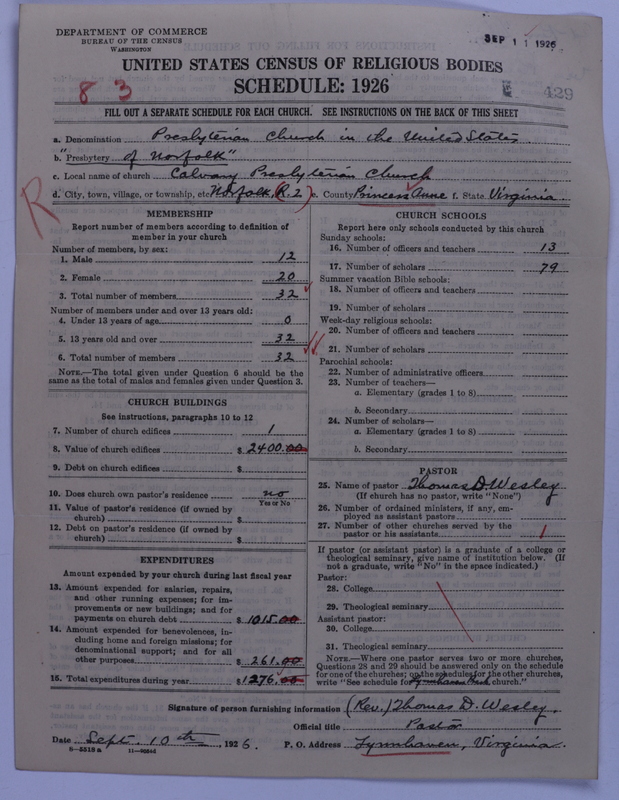 DEPARTMENT OF COMMERCE
BUREAU OF THE CENSUS
WASHINGTON
SEP 11 1926
UNITED STATES CENSUS OF RELIGIOUS BODIES
SCHEDULE: 1926
8 3
429
FILL OUT A SEPARATE SCHEDULE FOR EACH CHURCH. SEE INSTRUCTIONS ON THE BACK OF THIS SHEET
a. Denomination Presbyterian Church in the United States
b. "Presbytery of Norfolk"
c. Local name of church Calvary Presbyterian Church
d. City, town, village, or township, etc. Norfolk, (R.2) e. County Princess Anne f. State Virginia
R
MEMBERSHIP
Report number of members according to definition of
member in your church
Number of members, by sex:
1. Male 12
2. Female 20
3. Total number of members 32
Number of members under and over 13 years old:
4. Under 13 years of age 0
5. 13 years old and over 32
6. Total number of members 32
NOTE.—The total given under Question 6 should be the
same as the total of males and females given under Question 3.
CHURCH BUILDINGS
See instructions, paragraphs 10 to 12
7. Number of church edifices 1
8. Value of church edifices $ 2400.00
9. Debt on church edifices $
10. Does church own pastor's residence no
Yes or No
11. Value of pastor's residence (if owned by
church) $
12. Debt on pastor's residence (if owned by
church) $
EXPENDITURES
Amount expended by your church during last fiscal year
13. Amount expended for salaries, repairs,
and other running expenses; for im-
provements or new buildings; and for
payments on church debt $ 1015.00
14. Amount expended for benevolences, in-
cluding home and foreign missions; for
denominational support; and for all
other purposes $ 261.00
15. Total expenditures during year $ 1276.00
CHURCH SCHOOLS
Report here only schools conducted by this church
Sunday schools:
16. Number of officers and teachers 13
17. Number of scholars 79
Summer vacation Bible schools:
18. Number of officers and teachers
19. Number of scholars
Week-day religious schools:
20. Number of officers and teachers
21. Number of scholars
Parochial schools:
22. Number of administrative officers
23. Number of teachers—
a. Elementary (grades 1 to 8)
b. Secondary
24. Number of scholars—
a. Elementary (grades 1 to 8)
b. Secondary
PASTOR
25. Name of pastor Thomas D. Wesley
(If church has no pastor, write "None")
26. Number of ordained ministers, if any, em-
ployed as assistant pastors
27. Number of other churches served by the
pastor or his assistants 1
If pastor (or assistant pastor) is a graduate of a college or
theological seminary, give name of institution below. (If
not a graduate, write "No" in the space indicated.)
Pastor:
28. College
29. Theological seminary
Assistant pastor:
30. College
31. Theological seminary
NOTE.—Where one pastor serves two or more churches,
Questions 28 and 29 should be answered only on the schedule
for one of the churches; on the schedules for the other churches,
write "See schedule for Lynnhaven church."
Signature of person furnishing information (Rev.) Thomas D. Wesley,
Official title Pastor
Date Sept. 10th, 1926. P. O. Address Lynnhaven, Virginia.